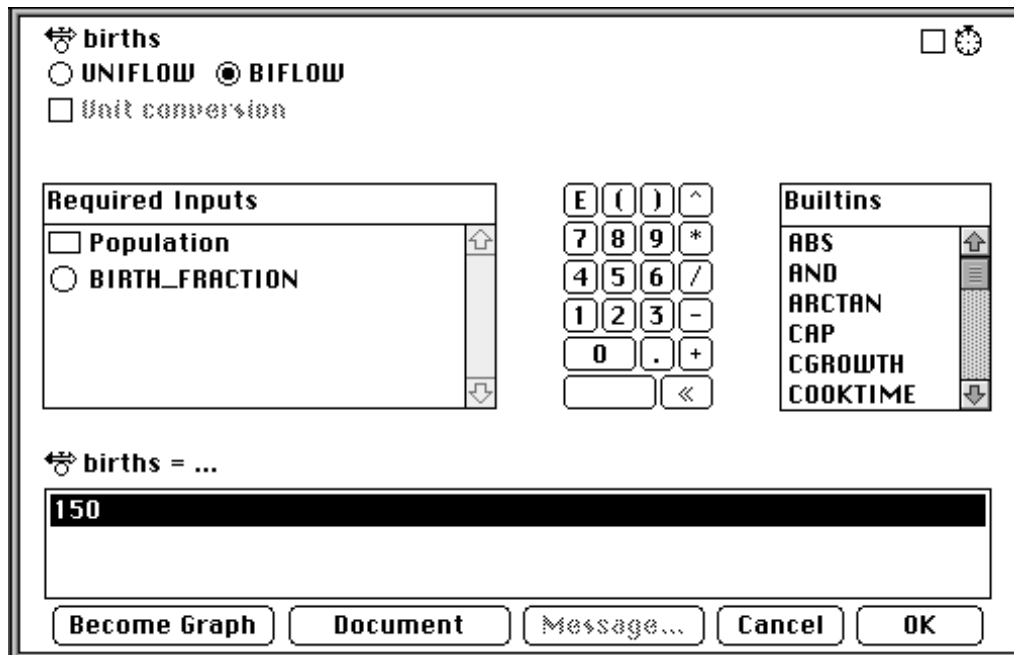 births
UNIFLOW BIFLOW
Unit conversion
Required Inputs
Population
BIRTH_FRACTION
E ( ) ^
7 8 9 *
4 5 6 /
1 2 3 -
0 . +
«
Builtins
ABS
AND
ARCTAN
CAP
CGROWTH
COOKTIME
births = ...
150
Become Graph Document Message... Cancel OK